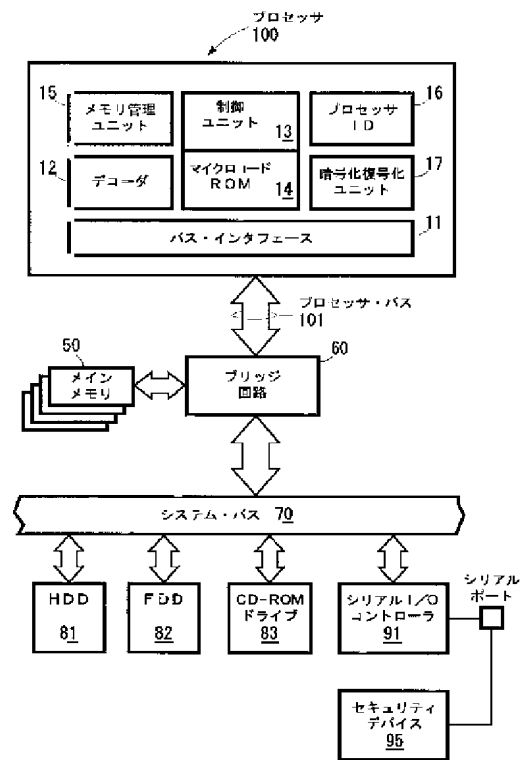 プロセッサ
100
15
メモリ管理
ユニット
制御
ユニット
13
プロセッサ
ID
16
12
デコーダ
マイクロコード
ROM
14
暗号化復号化
ユニット
17
バス・インタフェース
11
プロセッサ・バス
101
50
メイン
メモリ
ブリッジ
回路
60
システム・バス 70
HDD
81
FDD
82
CD-ROM
ドライブ
83
シリアル I/O
コントローラ
91
シリアル
ポート
セキュリティ
デバイス
95